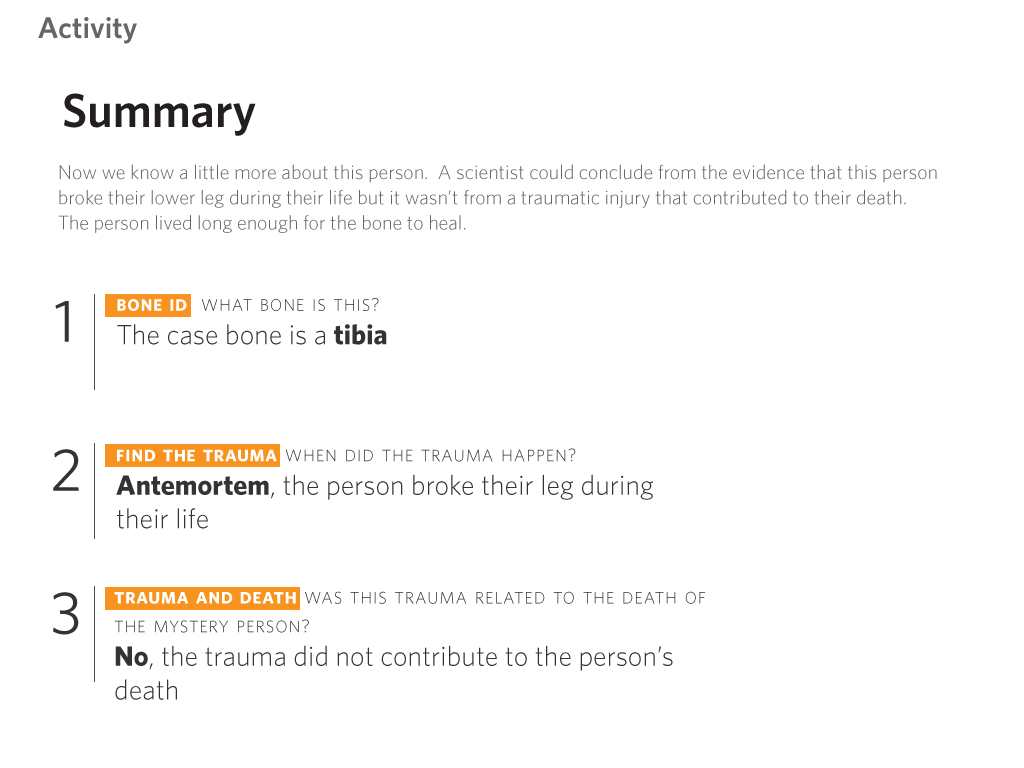 Activity
Summary
Now we know a little more about this person.  A scientist could conclude from the evidence that this person
broke their lower leg during their life but it wasn't from a traumatic injury that contributed to their death.
The person lived long enough for the bone to heal.
1
BONE ID WHAT BONE IS THIS?
The case bone is a tibia
2
FIND THE TRAUMA WHEN DID THE TRAUMA HAPPEN?
Antemortem, the person broke their leg during
their life
3
TRAUMA AND DEATH WAS THIS TRAUMA RELATED TO THE DEATH OF
THE MYSTERY PERSON?
No, the trauma did not contribute to the person's
death